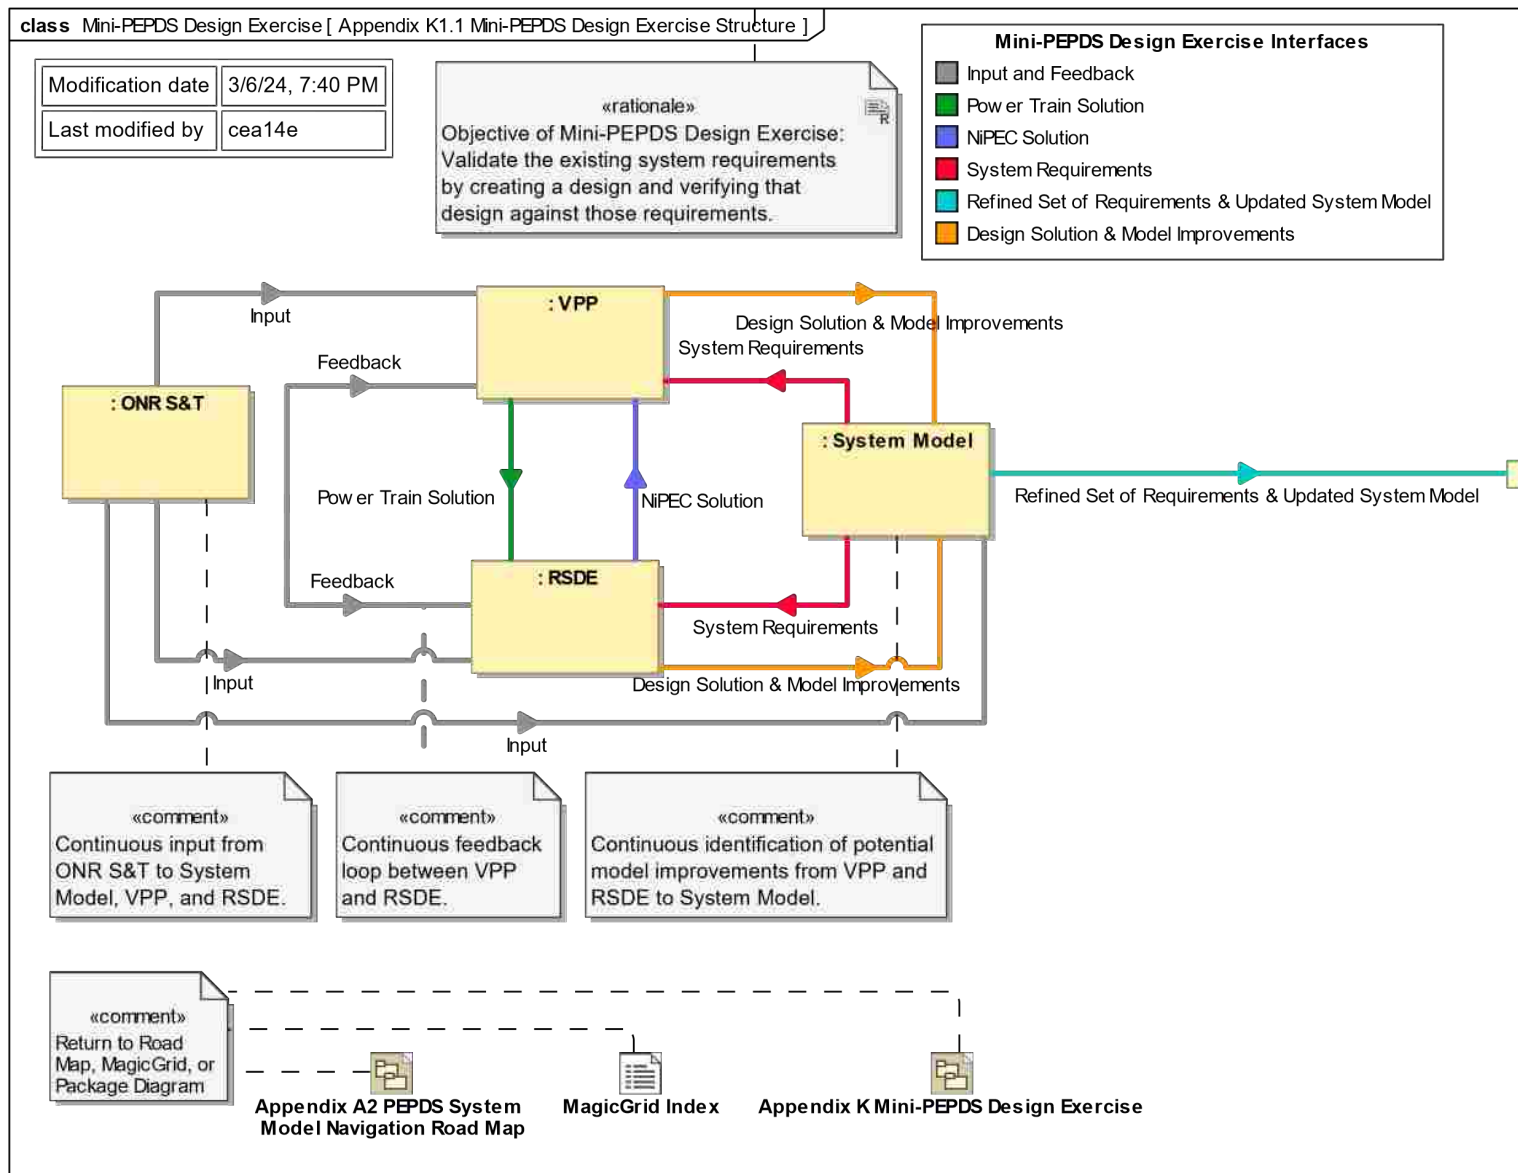 class Mini-PEPDS Design Exercise [ Appendix K1.1 Mini-PEPDS Design Exercise Structure ]
Modification date 3/6/24, 7:40 PM
Last modified by cea14e
«rationale»
Objective of Mini-PEPDS Design Exercise:
Validate the existing system requirements
by creating a design and verifying that
design against those requirements.
R
Mini-PEPDS Design Exercise Interfaces
Input and Feedback
Power Train Solution
NiPEC Solution
System Requirements
Refined Set of Requirements & Updated System Model
Design Solution & Model Improvements
: VPP
Input
Design Solution & Model Improvements
System Requirements
Feedback
: ONR S&T
: System Model
Power Train Solution
NiPEC Solution
Refined Set of Requirements & Updated System Model
: RSDE
Feedback
System Requirements
Input
Design Solution & Model Improvements
Input
«comment»
Continuous input from
ONR S&T to System
Model, VPP, and RSDE.
«comment»
Continuous feedback
loop between VPP
and RSDE.
«comment»
Continuous identification of potential
model improvements from VPP and
RSDE to System Model.
«comment»
Return to Road
Map, MagicGrid, or
Package Diagram
Appendix A2 PEPDS System
Model Navigation Road Map
MagicGrid Index
Appendix K Mini-PEPDS Design Exercise